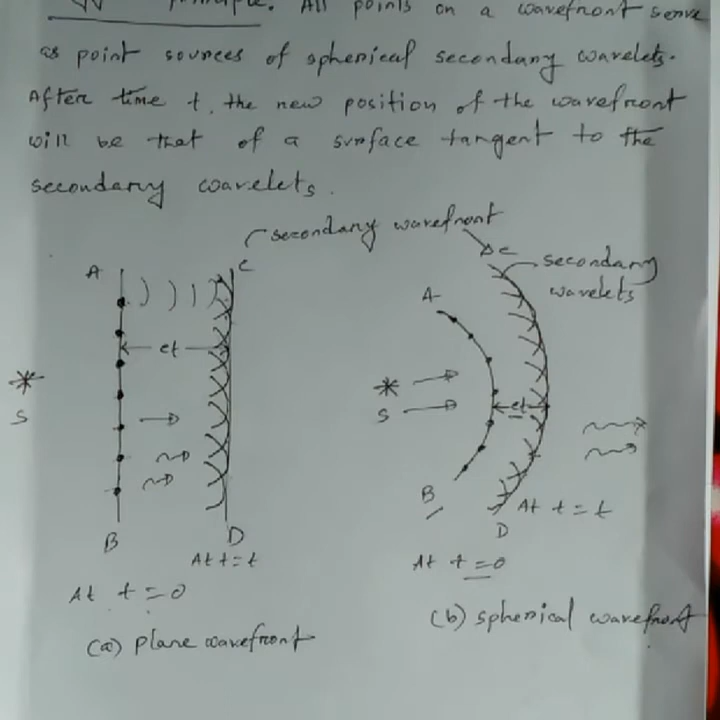 principle. All points on a wavefront serve
as point sources of spherical secondary wavelets.
After time t, the new position of the wavefront
will be that of a surface tangent to the
secondary wavelets.
secondary wavefront
A
C
C
secondary
wavelets
A
ct
S
S
ct
B
D
At t = t
B
At t = t
D
At t = 0
At t = 0
(a) plane wavefront
(b) spherical wavefront